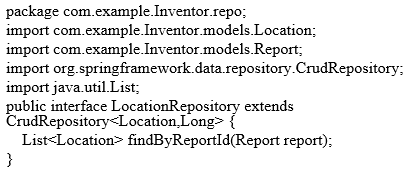 package com.example.Inventor.repo;
import com.example.Inventor.models.Location;
import com.example.Inventor.models.Report;
import org.springframework.data.repository.CrudRepository;
import java.util.List;
public interface LocationRepository extends
CrudRepository<Location,Long> {
    List<Location> findByReportId(Report report);
}